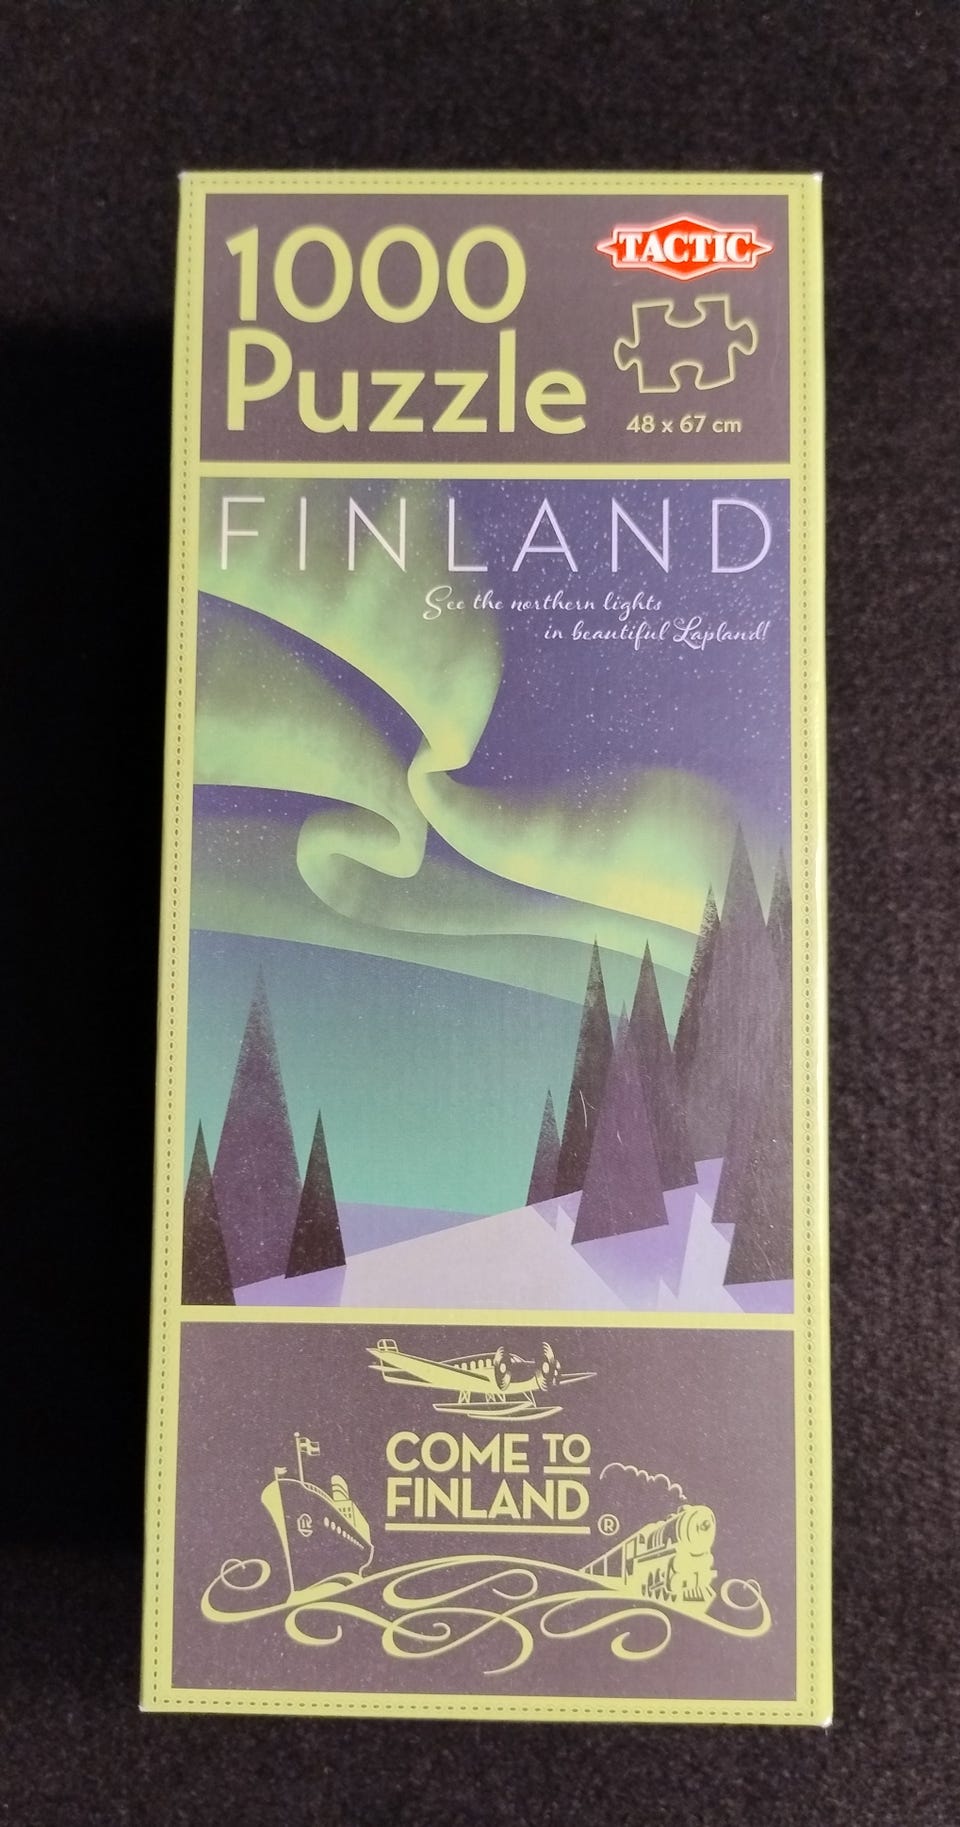 1000
Puzzle
TACTIC
48 x 67 cm
FINLAND
See the northern lights
in beautiful Lapland!
COME TO
FINLAND
®